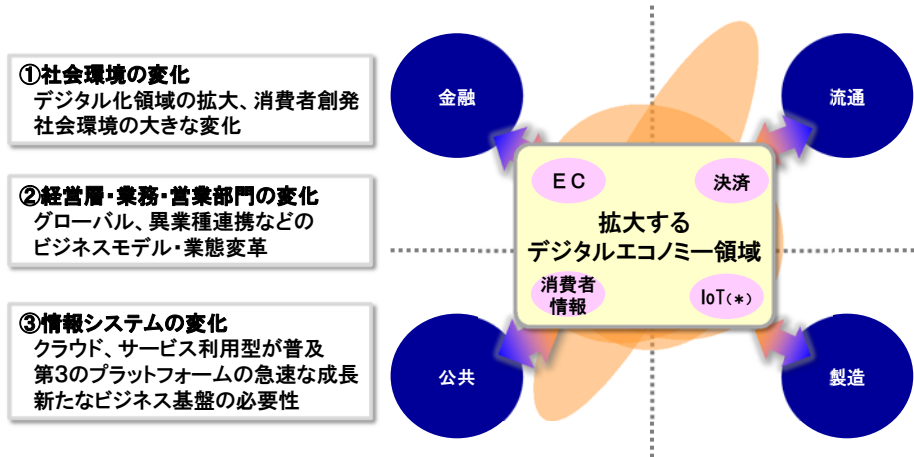 ①社会環境の変化
デジタル化領域の拡大、消費者創発
社会環境の大きな変化
②経営層・業務・営業部門の変化
グローバル、異業種連携などの
ビジネスモデル・業態変革
③情報システムの変化
クラウド、サービス利用型が普及
第3のプラットフォームの急速な成長
新たなビジネス基盤の必要性
金融
流通
EC
決済
拡大する
デジタルエコノミー領域
消費者
情報
IoT(*)
公共
製造